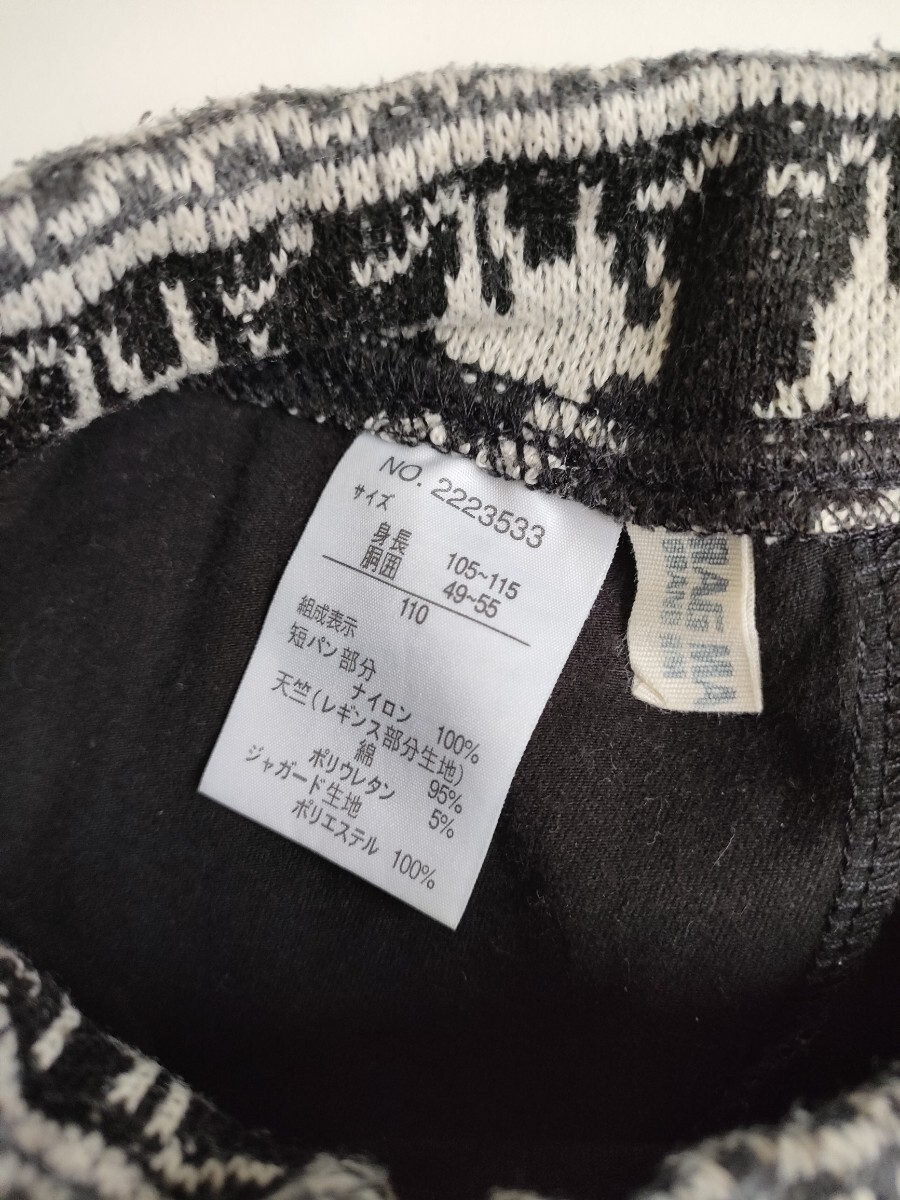 NO. 2223533
サイズ
身長 105~115
胴囲 49~55
110
組成表示
短パン部分
ナイロン 100%
天竺(レギンス部分生地)
綿 95%
ポリウレタン 5%
ジャガード生地
ポリエステル 100%